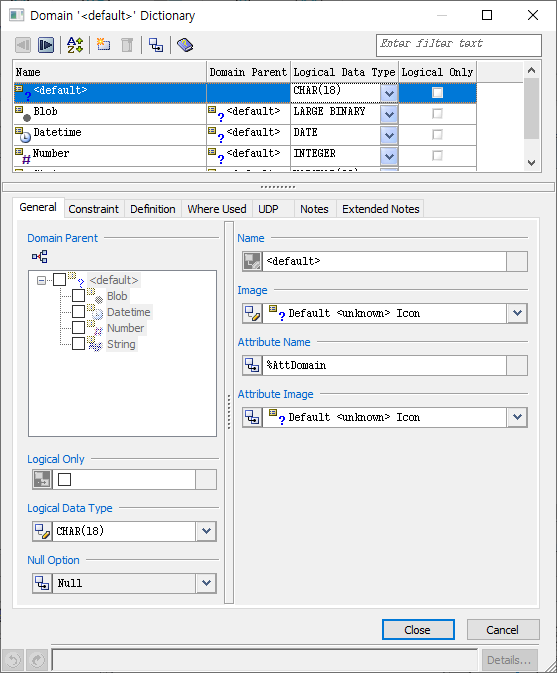 Domain '<default>' Dictionary
Enter filter text
Name Domain Parent Logical Data Type Logical Only
<default> CHAR(18)
Blob <default> LARGE BINARY
Datetime <default> DATE
Number <default> INTEGER
General Constraint Definition Where Used UDP Notes Extended Notes
Domain Parent
<default>
Blob
Datetime
Number
String
Logical Only
Logical Data Type
CHAR(18)
Null Option
Null
Name
<default>
Image
Default <unknown> Icon
Attribute Name
%AttDomain
Attribute Image
Default <unknown> Icon
Close Cancel
Details...